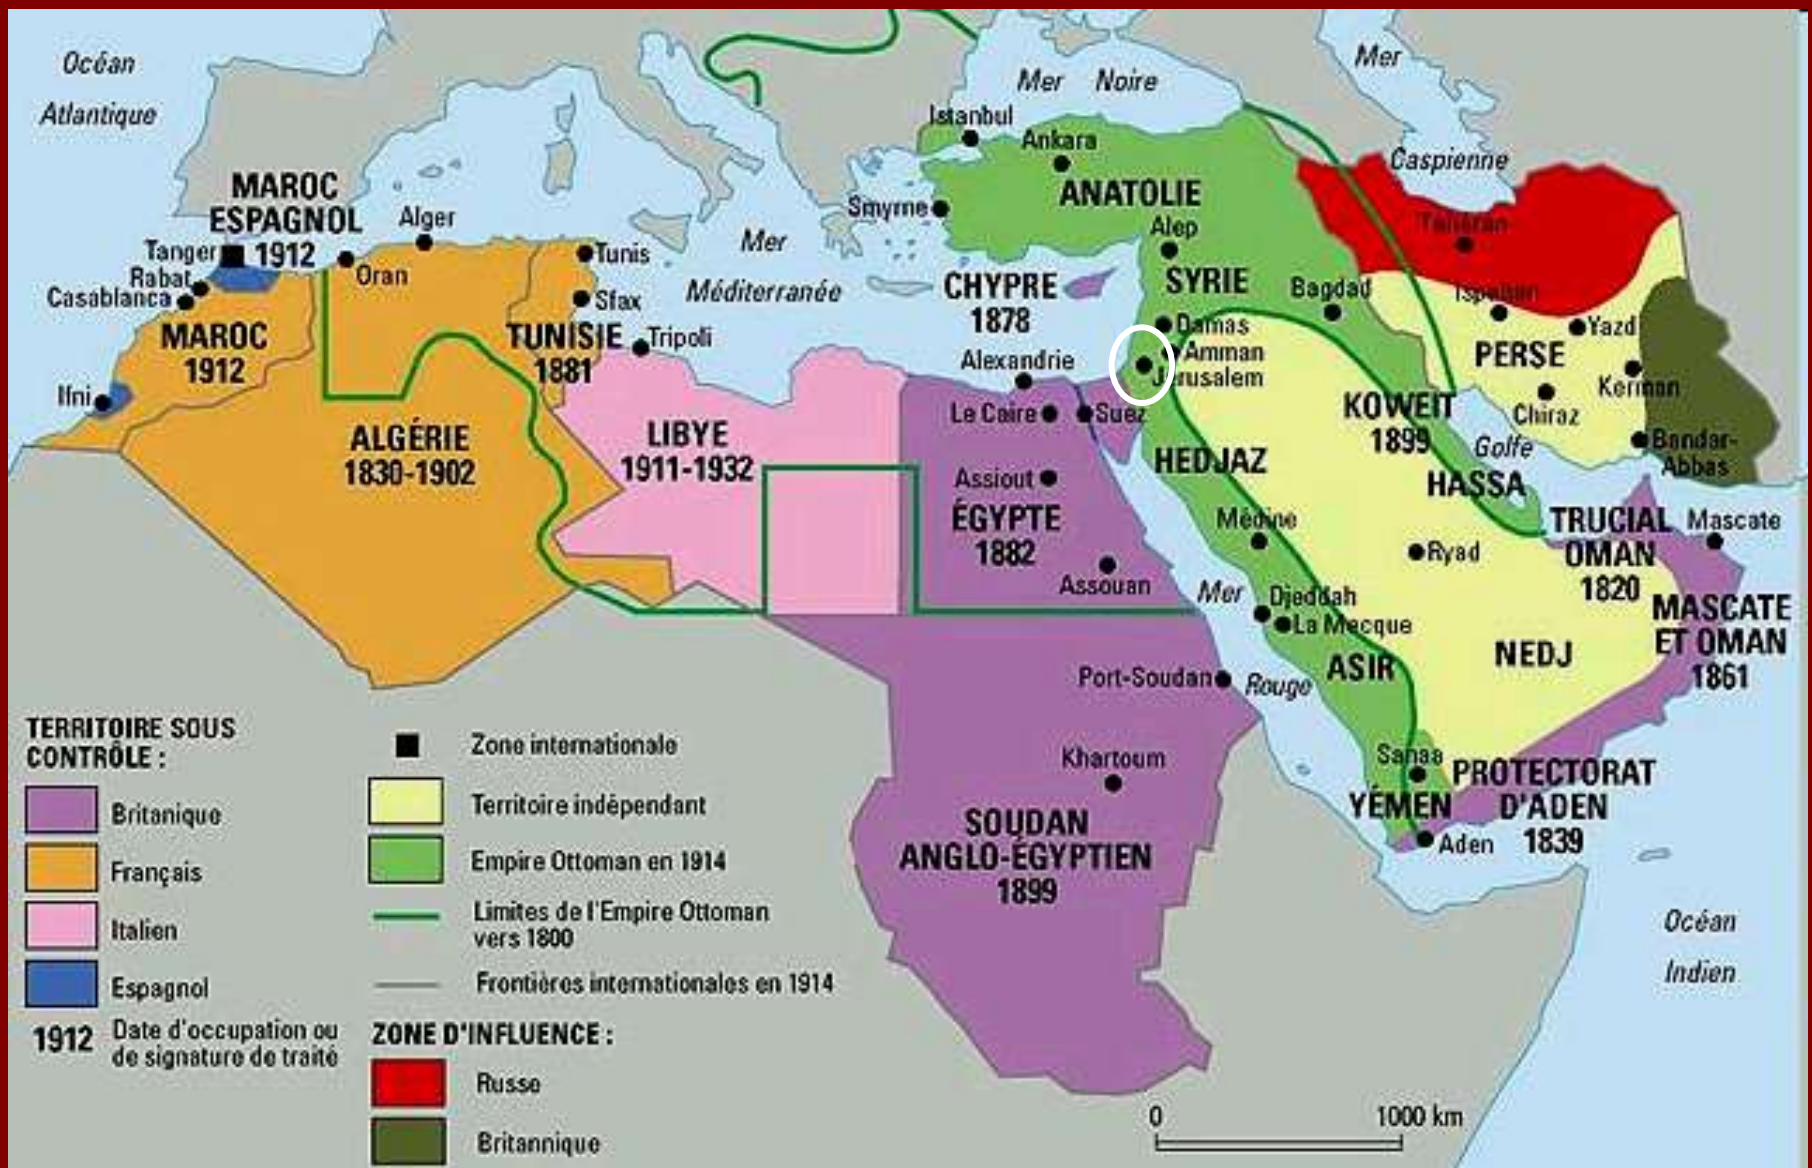 Océan
Atlantique
Mer
Mer Noire
Caspienne
Istanbul
Ankara
ANATOLIE
Smyrne
Alep
SYRIE
MAROC
ESPAGNOL
1912
Tanger
Rabat
Casablanca
Alger
Oran
Tunis
Sfax
Mer
Méditerranée
CHYPRE
1878
Bagdad
Téhéran
Ispahan
Yazd
PERSE
Kerman
Chiraz
Bandar-
Abbas
MAROC
1912
Ifni
TUNISIE
1881
Tripoli
Alexandrie
Damas
Amman
Jérusalem
Le Caire
Suez
KOWEIT
1899
Golfe
ALGÉRIE
1830-1902
LIBYE
1911-1932
Assiout
ÉGYPTE
1882
Assouan
HEDJAZ
HASSA
Médine
Ryad
TRUCIAL
OMAN
1820
Mascate
MASCATE
ET OMAN
1861
Mer
Rouge
Djeddah
La Mecque
ASIR
NEDJ
Port-Soudan
Khartoum
SOUDAN
ANGLO-ÉGYPTIEN
1899
Sanaa
YÉMEN
PROTECTORAT
D'ADEN
1839
Aden
Océan
Indien
TERRITOIRE SOUS
CONTRÔLE :
Britanique
Français
Italien
Espagnol
1912 Date d'occupation ou
de signature de traité
Zone internationale
Territoire indépendant
Empire Ottoman en 1914
Limites de l'Empire Ottoman
vers 1800
Frontières internationales en 1914
ZONE D'INFLUENCE :
Russe
Britannique
0 1000 km